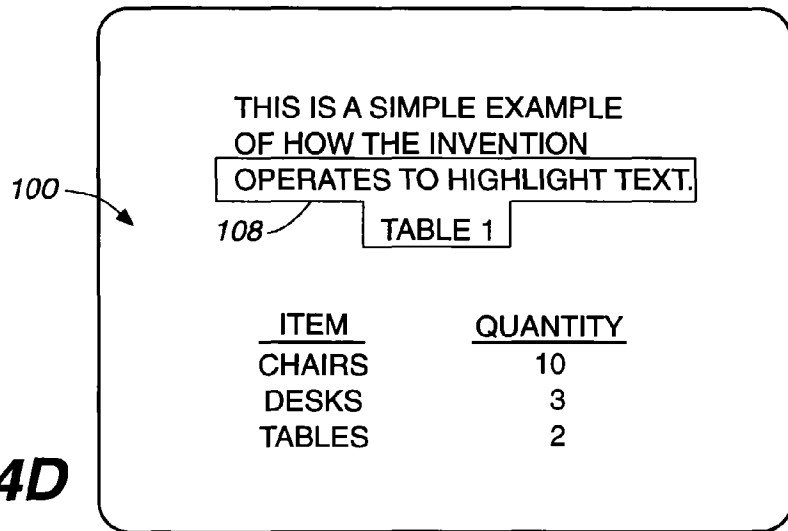 THIS IS A SIMPLE EXAMPLE
OF HOW THE INVENTION
OPERATES TO HIGHLIGHT TEXT.
100
108
TABLE 1
ITEM QUANTITY
CHAIRS 10
DESKS 3
TABLES 2
4D